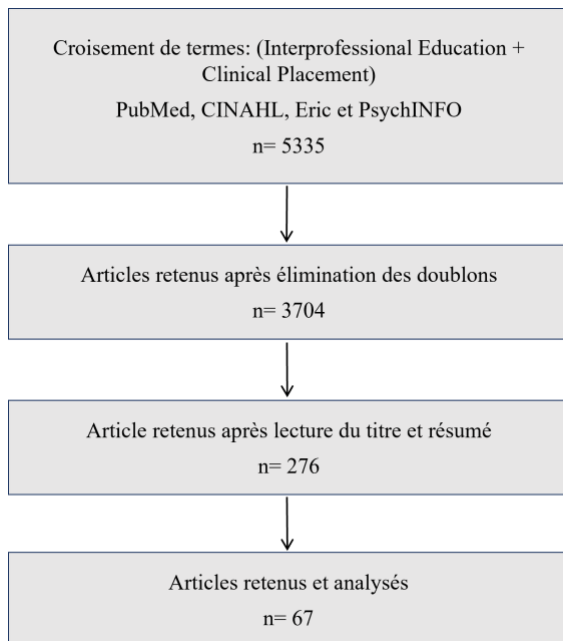 Croisement de termes: (Interprofessional Education +
Clinical Placement)
PubMed, CINAHL, Eric et PsychINFO
n= 5335
Articles retenus après élimination des doublons
n= 3704
Article retenus après lecture du titre et résumé
n= 276
Articles retenus et analysés
n= 67